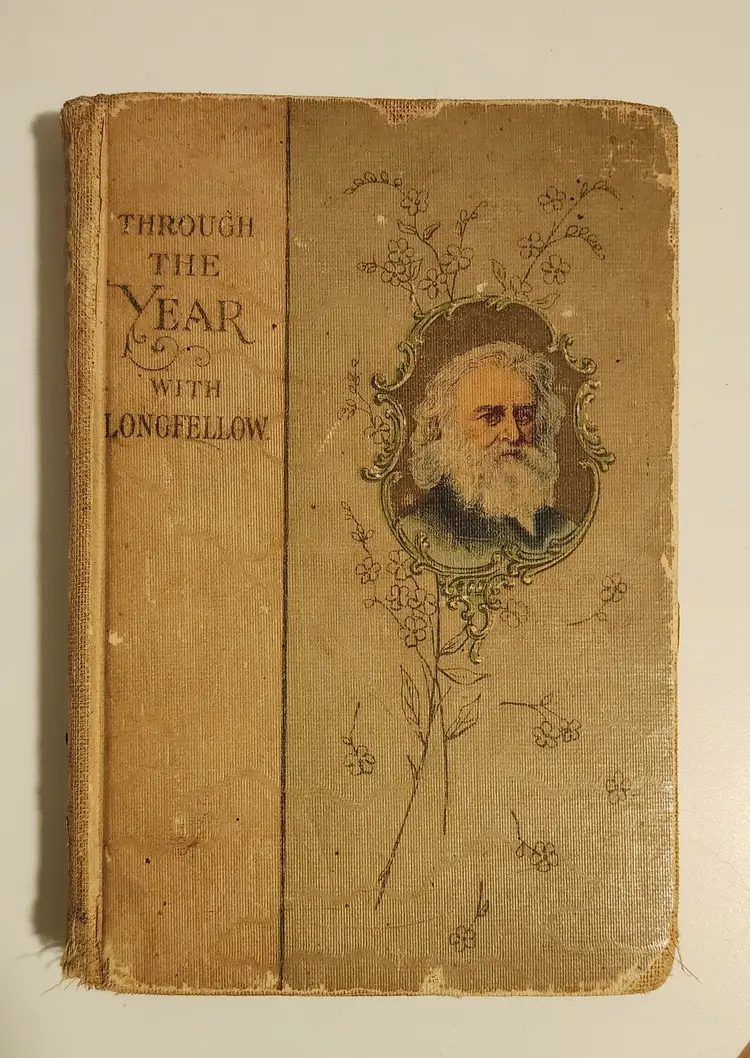 THROUGH
THE
YEAR
WITH
LONGFELLOW.